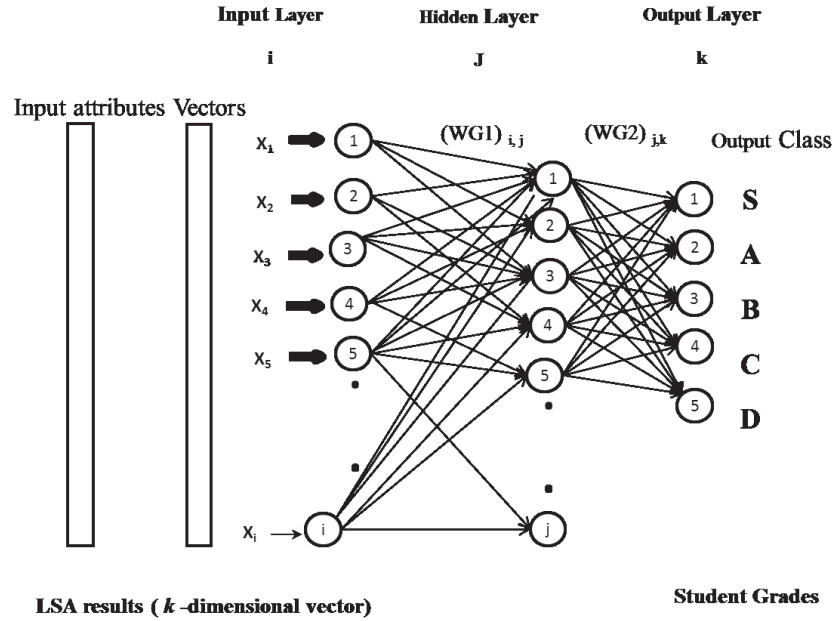 Input Layer Hidden Layer Output Layer
i J k
Input attributes Vectors
(WG1) i, j (WG2) j,k Output Class
X1 1 1
X2 2 2 1 S
X3 3 3 2 A
X4 4 4 3 B
X5 5 5 4 C
5 D
Xi i j
LSA results ( k -dimensional vector) Student Grades